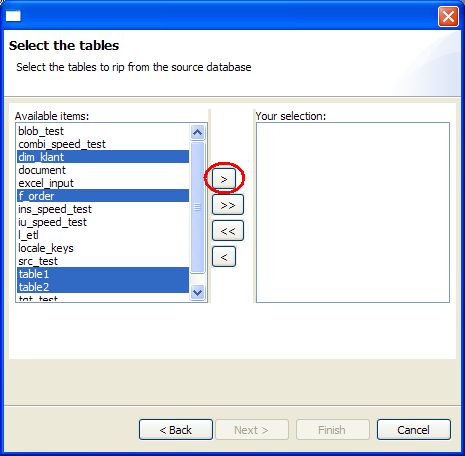 Select the tables
Select the tables to rip from the source database
Available items:
Your selection:
blob_test
combi_speed_test
dim_klant
document
excel_input
f_order
ins_speed_test
iu_speed_test
l_etl
locale_keys
src_test
table1
table2
tgt_test
>
>>
<<
<
< Back
Next >
Finish
Cancel